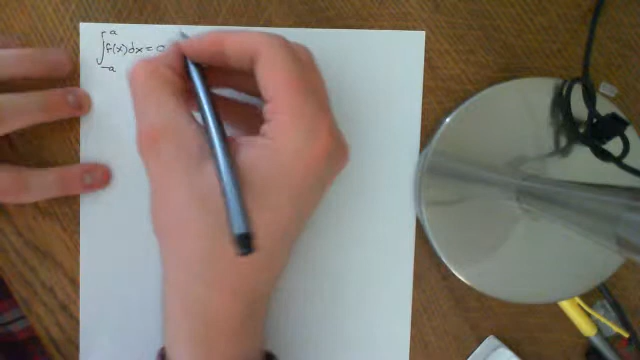 ∫_{-a}^{a} f(x)dx = 0